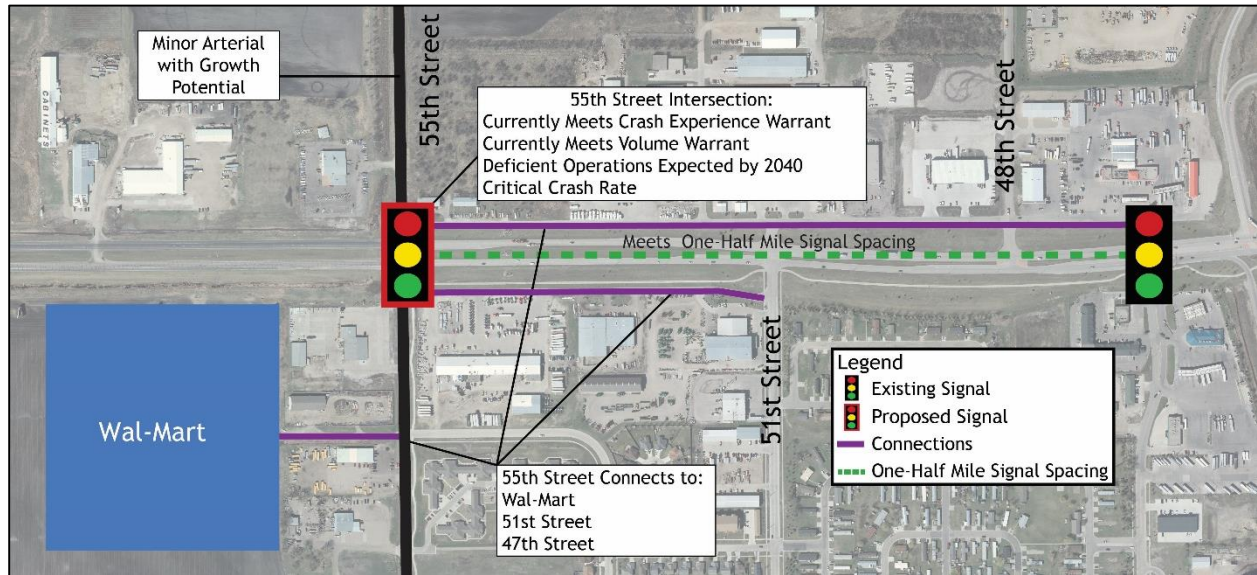 Minor Arterial
with Growth
Potential
CABINETS
55th Street
55th Street Intersection:
Currently Meets Crash Experience Warrant
Currently Meets Volume Warrant
Deficient Operations Expected by 2040
Critical Crash Rate
48th Street
Meets One-Half Mile Signal Spacing
51st Street
Wal-Mart
55th Street Connects to:
Wal-Mart
51st Street
47th Street
Legend
Existing Signal
Proposed Signal
Connections
One-Half Mile Signal Spacing